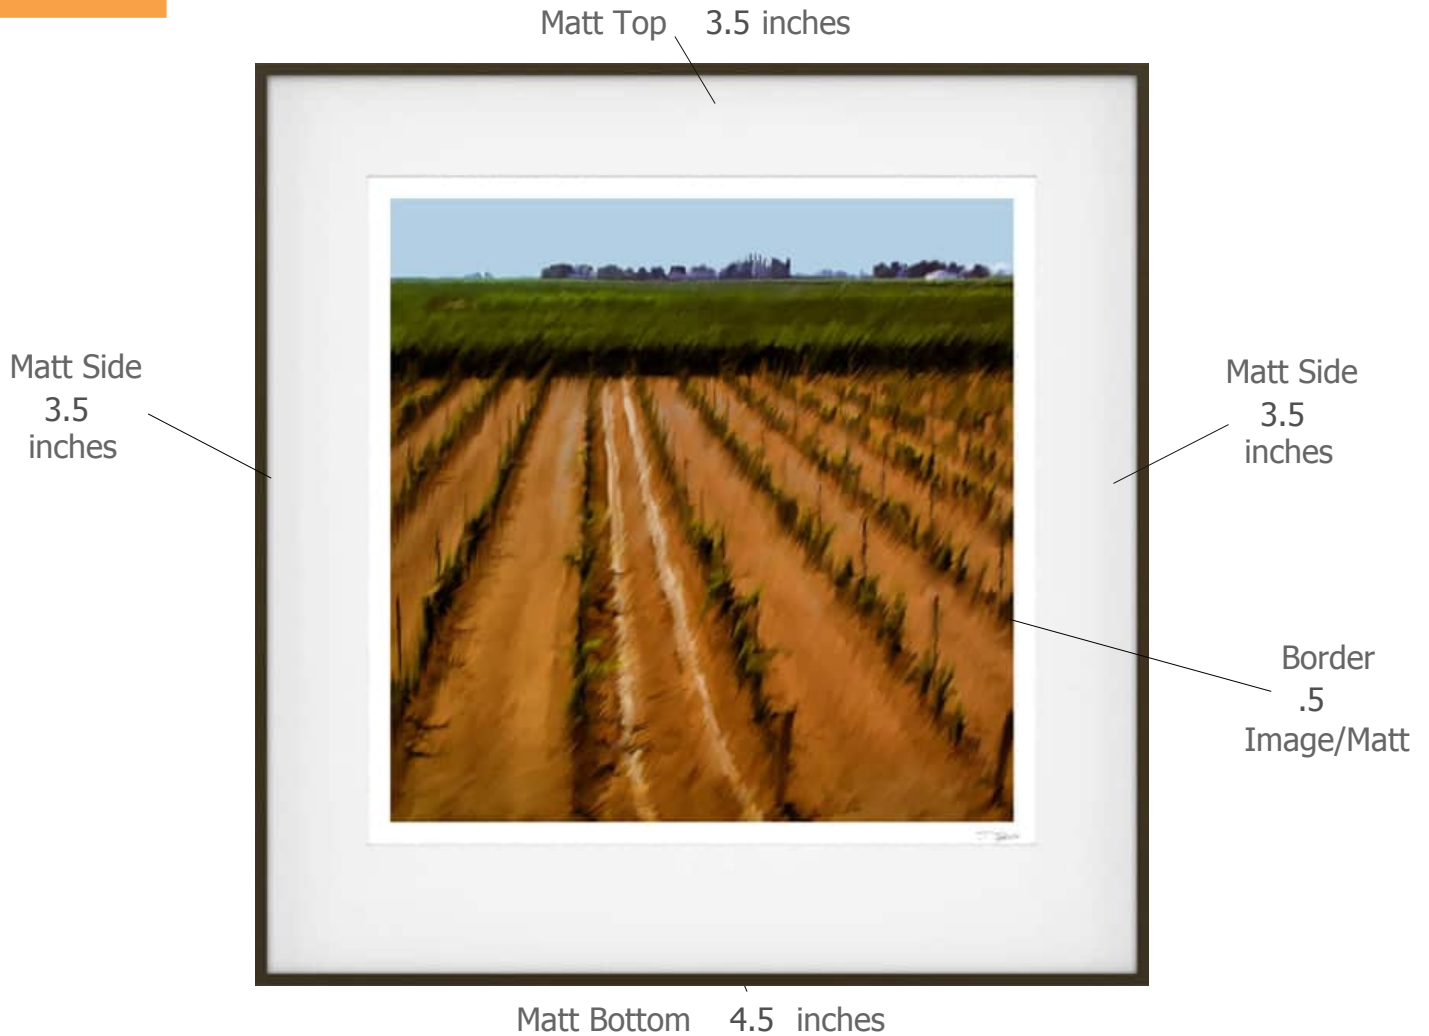 Matt Top 3.5 inches
Matt Side
3.5
inches
Matt Side
3.5
inches
Border
.5
Image/Matt
Matt Bottom 4.5 inches